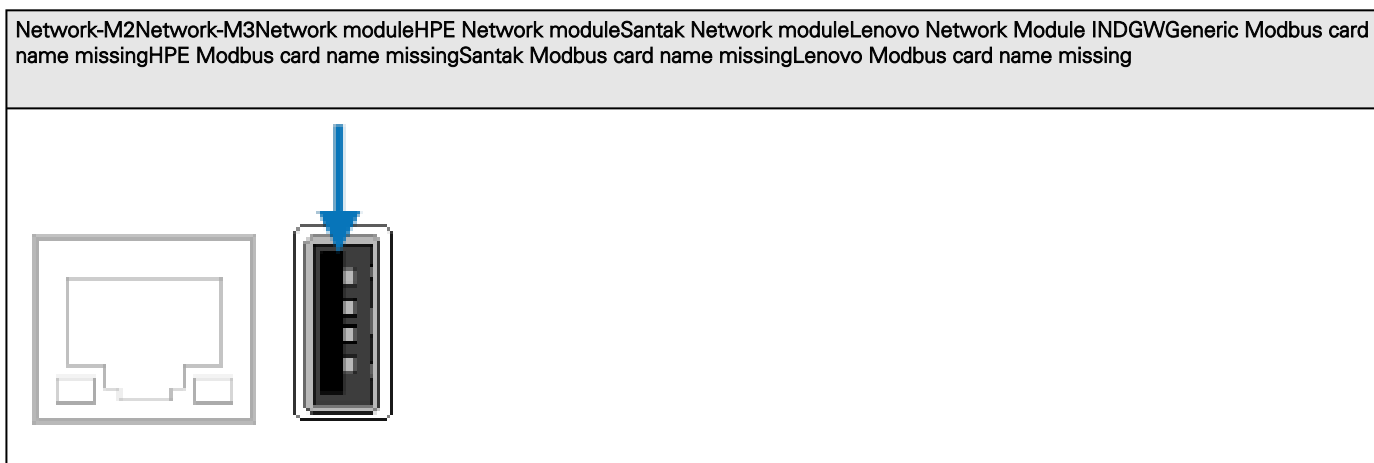 Network-M2Network-M3Network moduleHPE Network moduleSantak Network moduleLenovo Network Module INDGWGeneric Modbus card
name missingHPE Modbus card name missingSantak Modbus card name missingLenovo Modbus card name missing